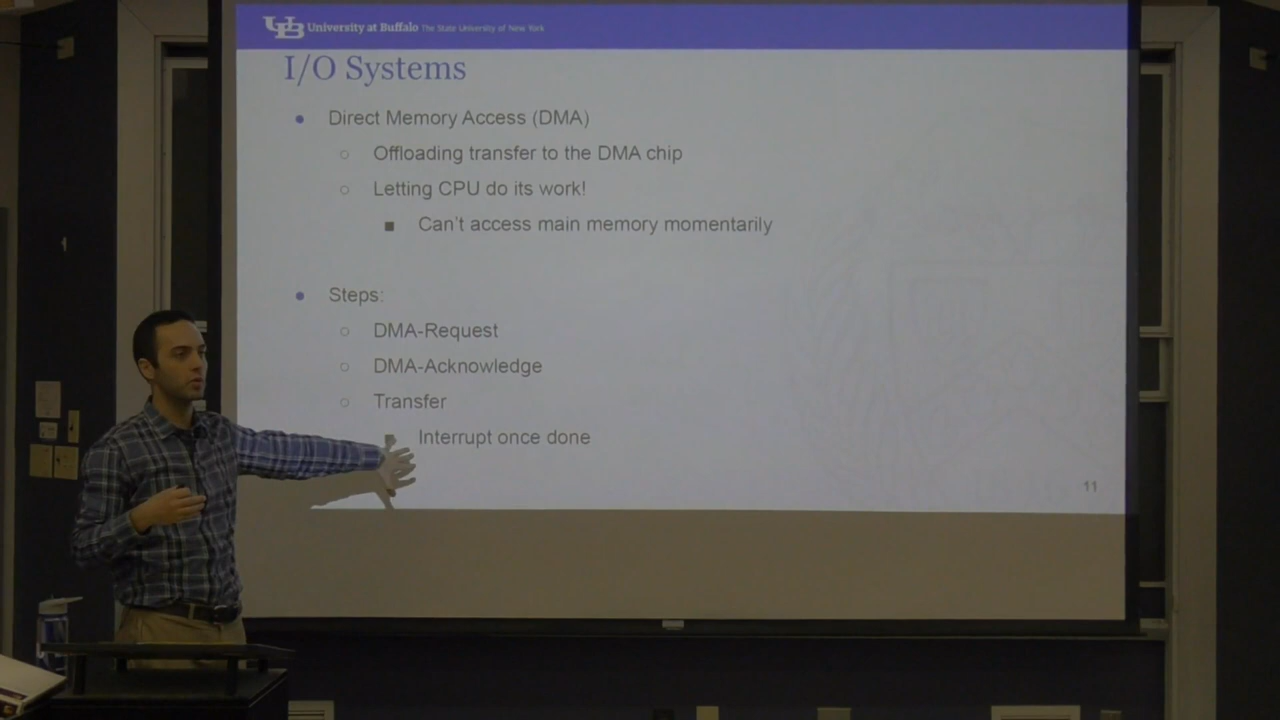 UB University at Buffalo The State University of New York
I/O Systems
Direct Memory Access (DMA)
Offloading transfer to the DMA chip
Letting CPU do its work!
Can't access main memory momentarily
Steps:
DMA-Request
DMA-Acknowledge
Transfer
Interrupt once done
11